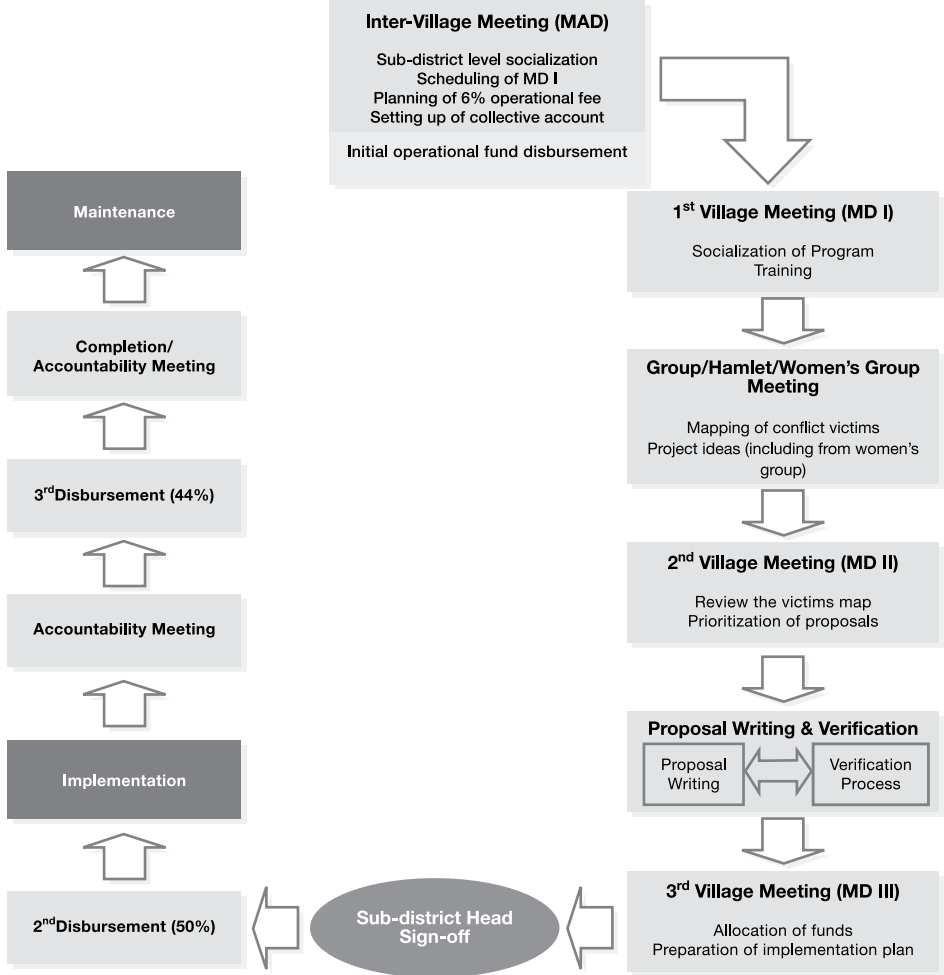 Inter-Village Meeting (MAD)
Sub-district level socialization
Scheduling of MD I
Planning of 6% operational fee
Setting up of collective account
Initial operational fund disbursement
1st Village Meeting (MD I)
Socialization of Program
Training
Group/Hamlet/Women's Group
Meeting
Mapping of conflict victims
Project ideas (including from women's
group)
2nd Village Meeting (MD II)
Review the victims map
Prioritization of proposals
Proposal Writing & Verification
Proposal
Writing
Verification
Process
3rd Village Meeting (MD III)
Allocation of funds
Preparation of implementation plan
Sub-district Head
Sign-off
2ndDisbursement (50%)
Implementation
Accountability Meeting
3rdDisbursement (44%)
Completion/
Accountability Meeting
Maintenance